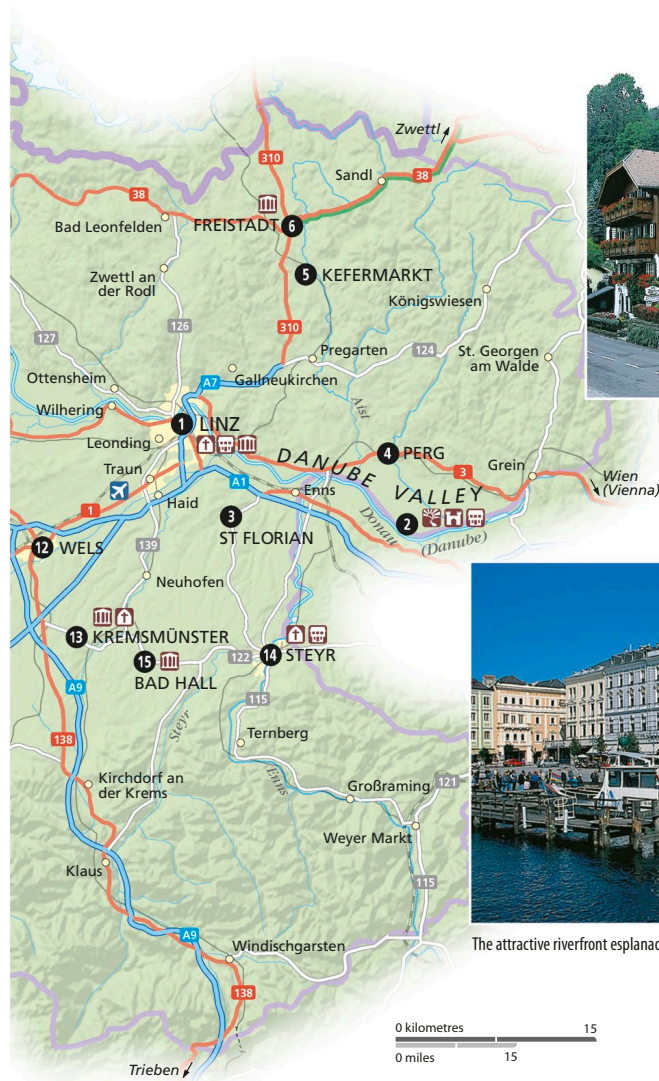 Zwettl
310
Sandl
38
38
FREISTADT
6
Bad Leonfelden
5
KEFERMARKT
Zwettl an
der Rodl
Königswiesen
310
127
126
Pregarten
124
St. Georgen
am Walde
Ottensheim
A7
Gallneukirchen
Wilhering
Aist
1
LINZ
Leonding
4
PERG
DANUBE VALLEY
3
Grein
Traun
Wien
(Vienna)
A1
Enns
1
Haid
3
ST FLORIAN
Donau
2
(Danube)
12
WELS
139
Neuhofen
13
KREMSMÜNSTER
14
STEYR
15
BAD HALL
122
A9
115
Steyr
138
Ternberg
Enns
Kirchdorf an
der Krems
Großraming
121
Weyer Markt
Klaus
115
A9
Windischgarsten
138
Trieben
The attractive riverfront esplanad
0 kilometres 15
0 miles 15